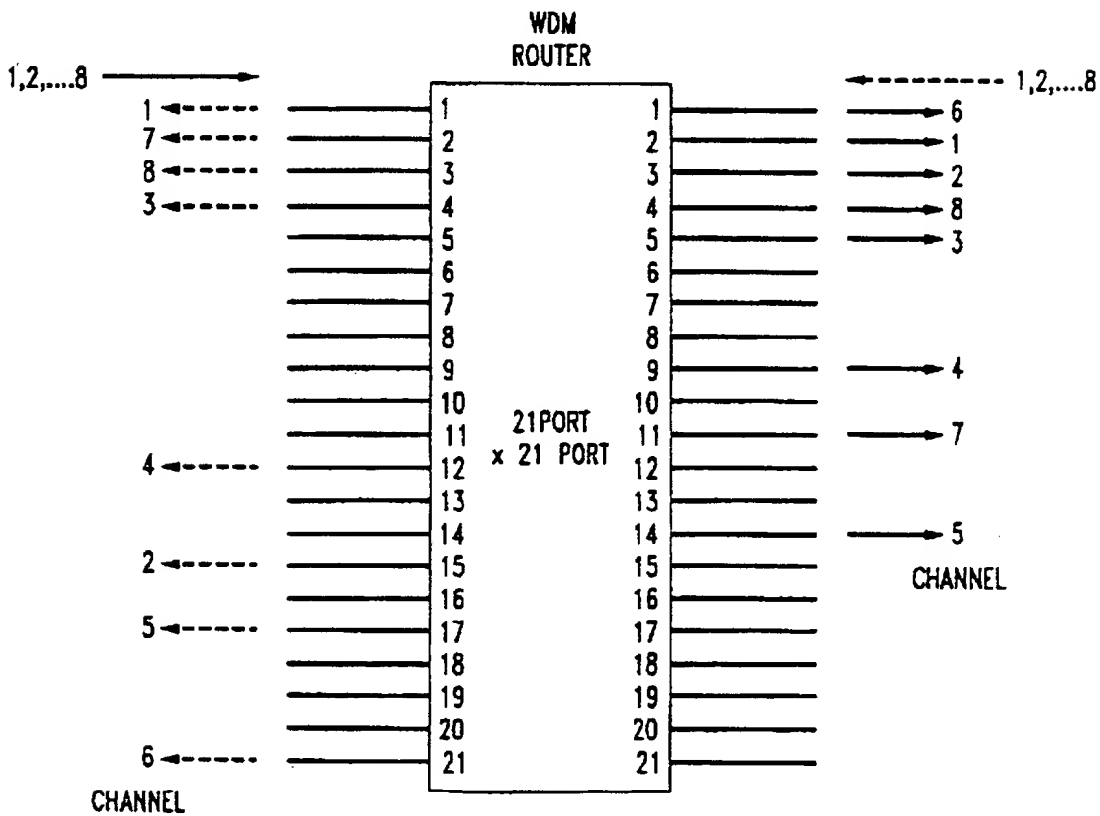 WDM
ROUTER
1,2,....8
1,2,....8
1 1 1 6
7 2 2 1
8 3 3 2
3 4 4 8
5 5 3
6 6
7 7
8 8
9 9 4
10 10
11 21PORT 11 7
4 12 x 21 PORT 12
13 13
14 14 5
2 15 15 CHANNEL
16 16
5 17 17
18 18
19 19
20 20
6 21 21
CHANNEL